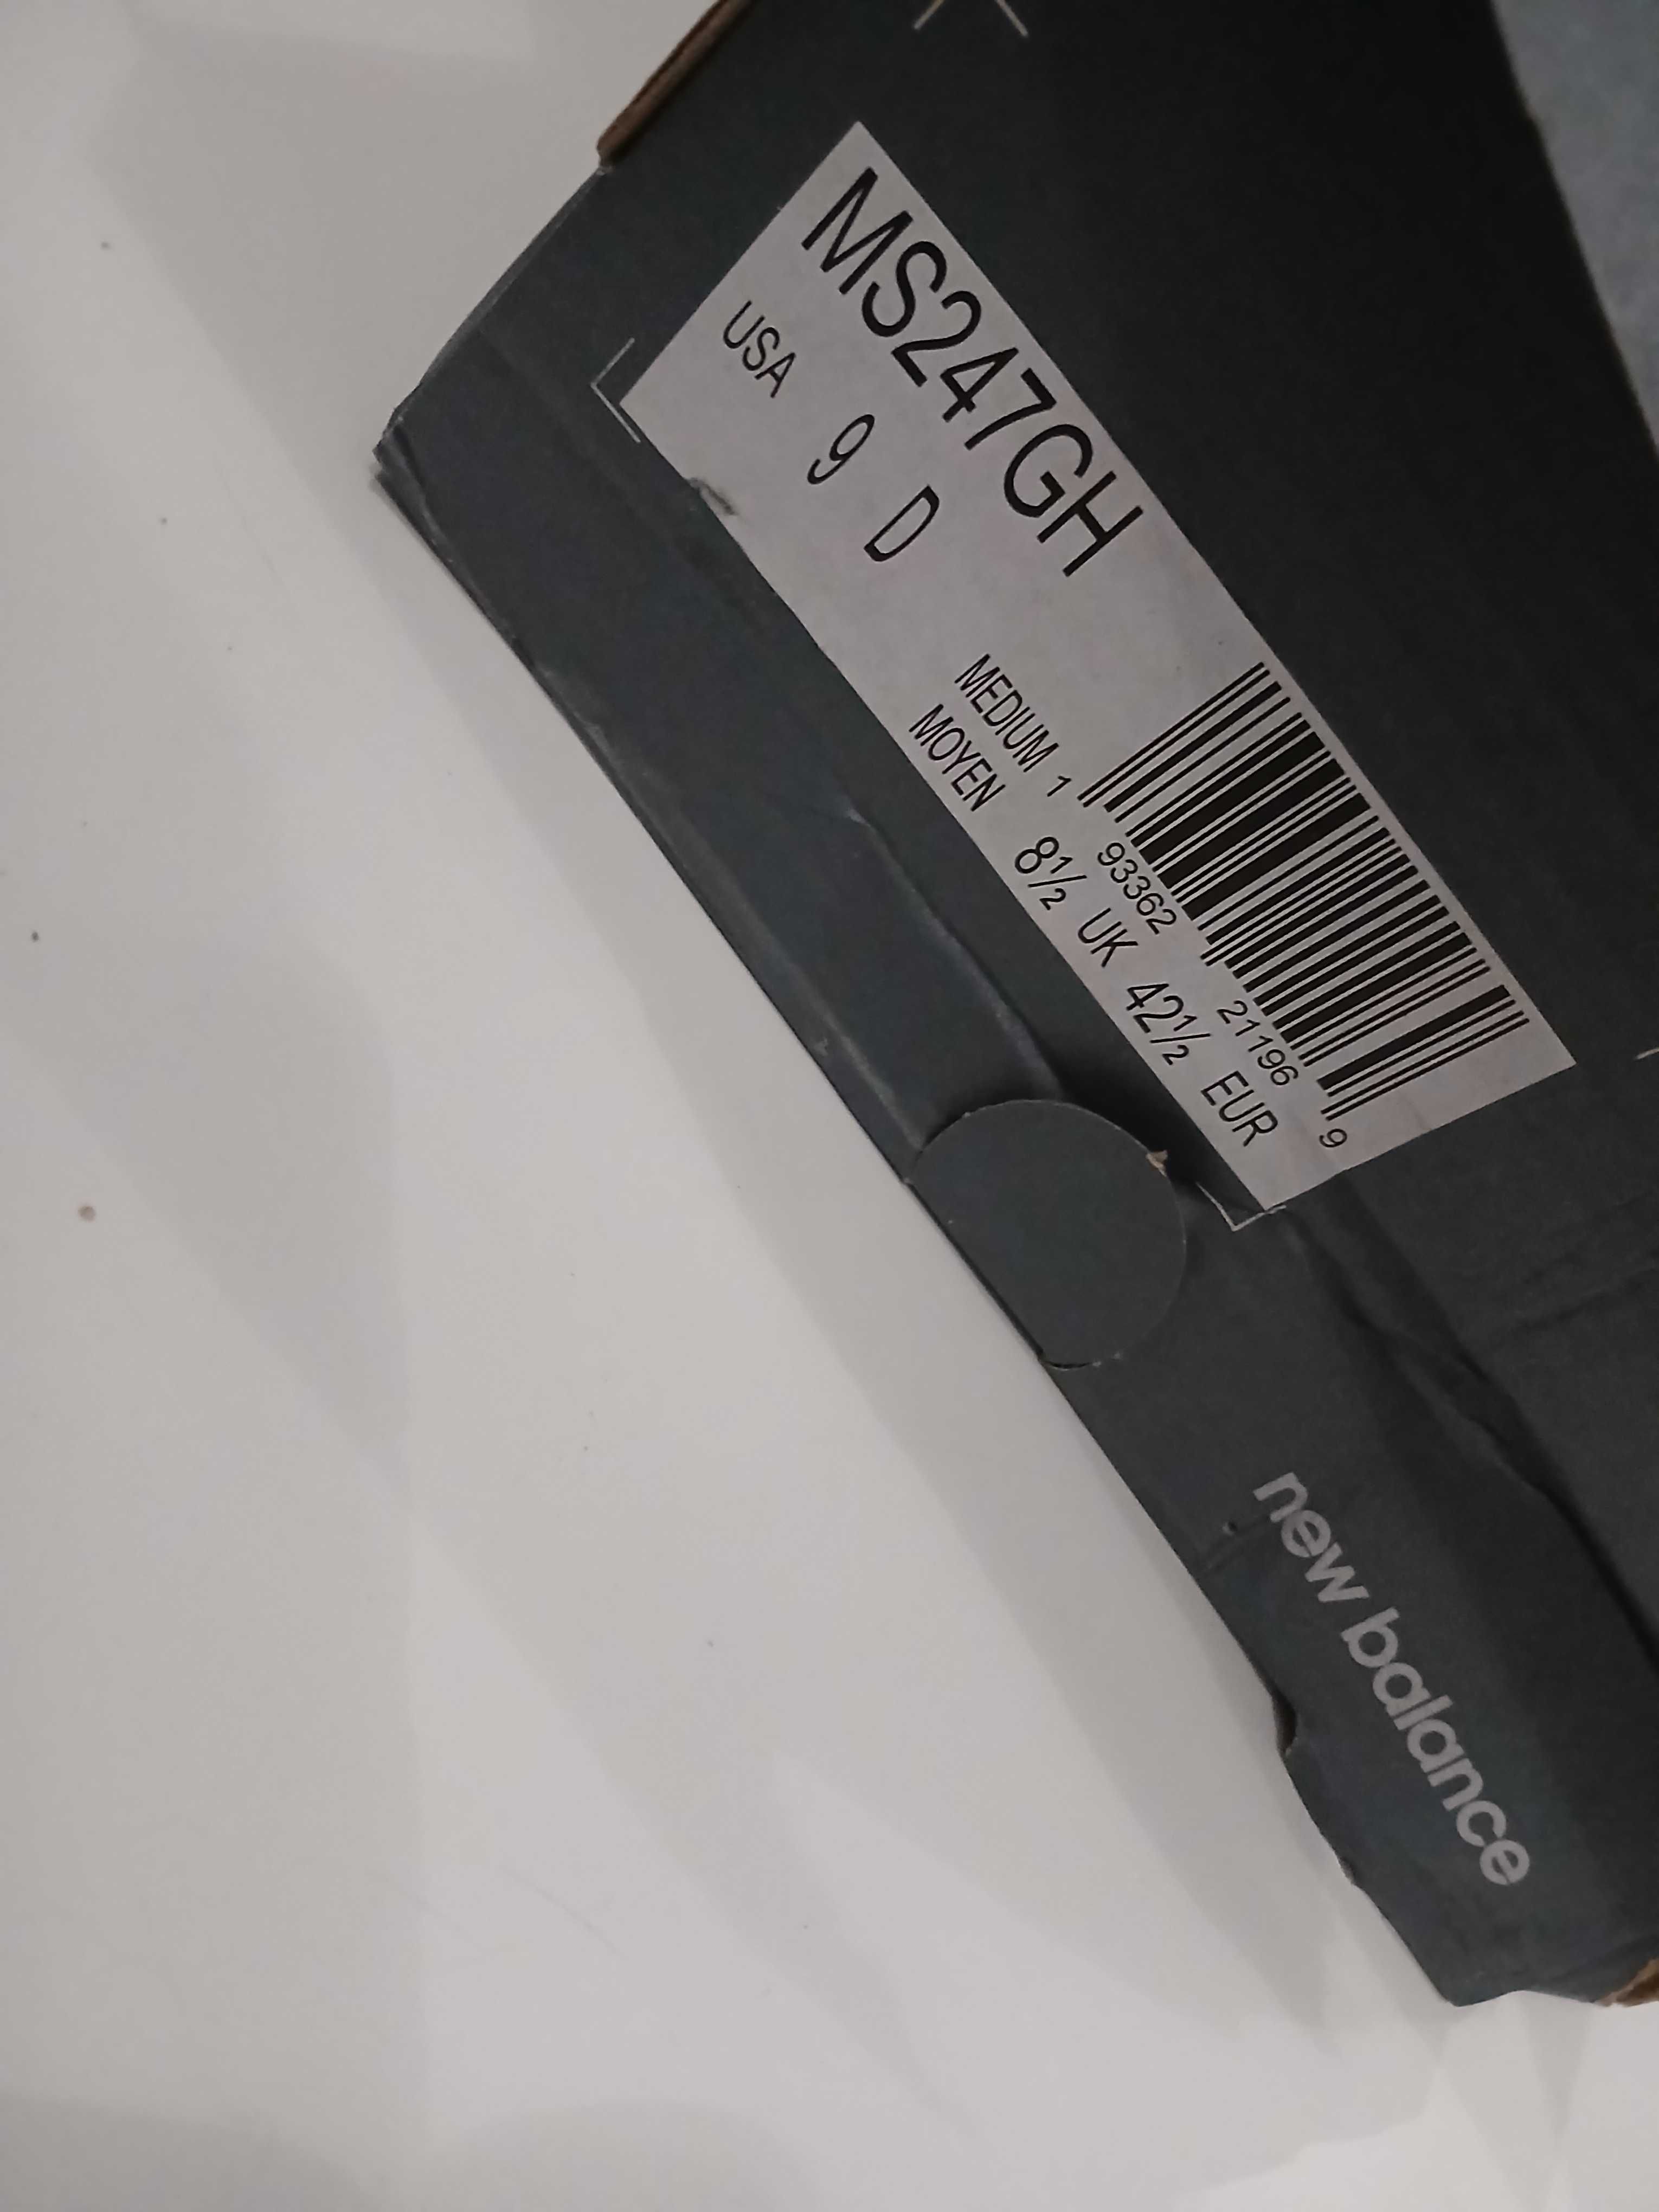 MS247GH
USA 9 D
MEDIUM
MOYEN
1 93362 21196 9
8½ UK 42½ EUR
new balance